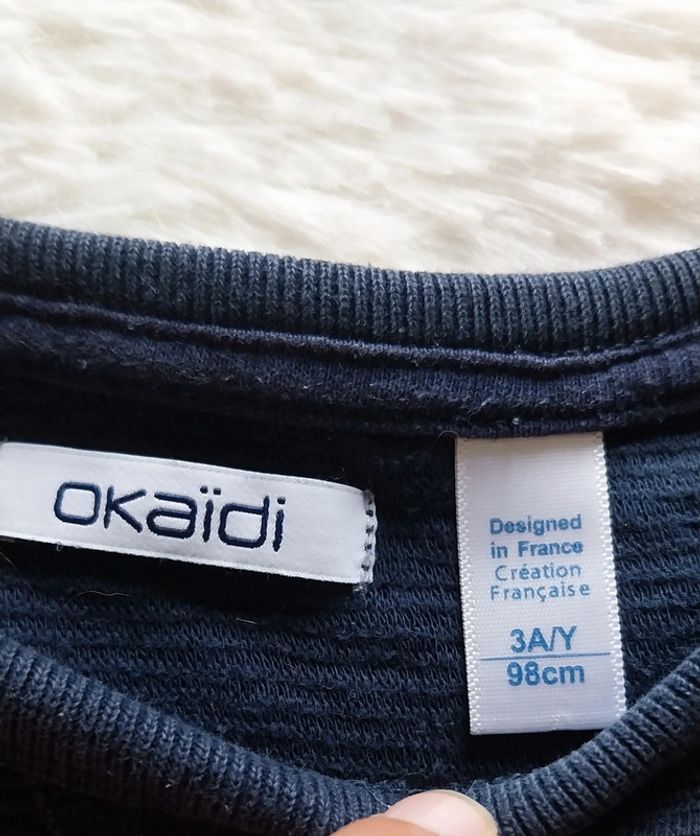 okaïdi
Designed
in France
Création
Française
3A/Y
98cm